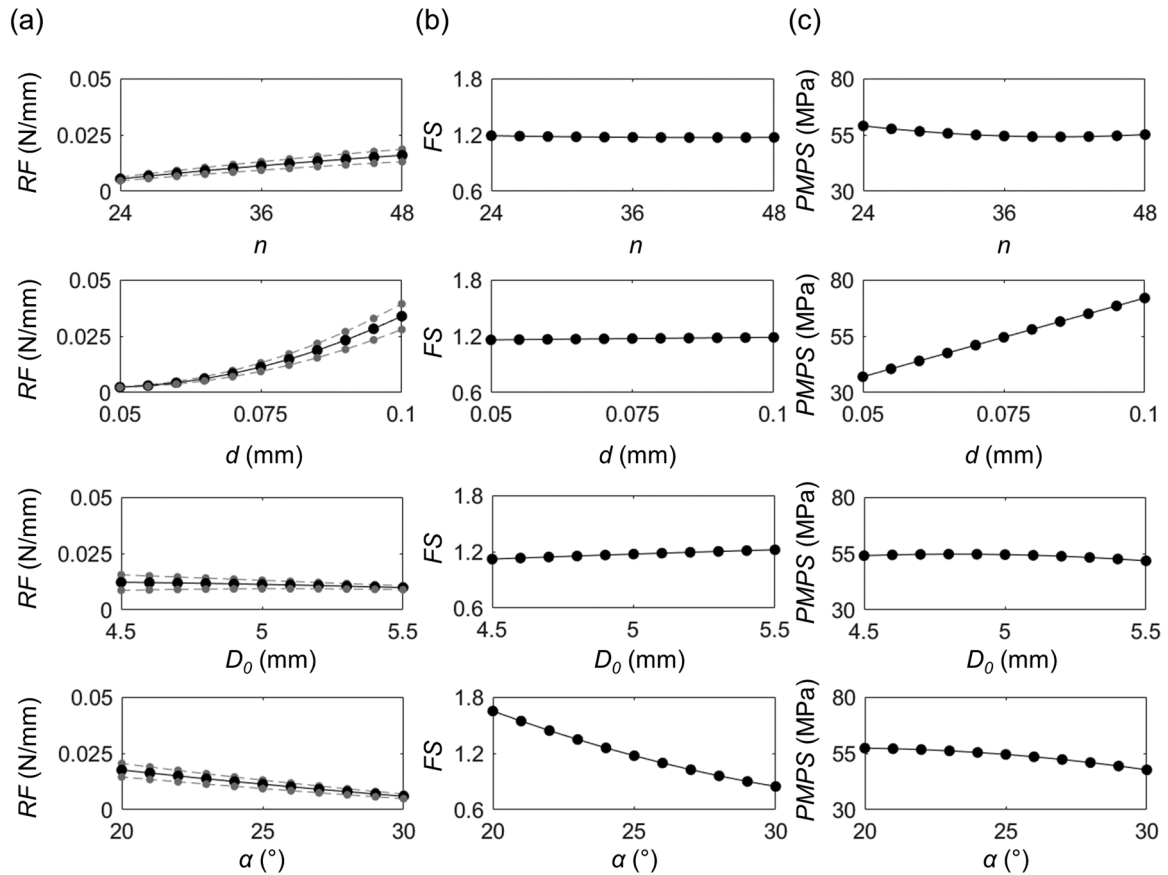 (a) (b) (c)
RF (N/mm)
0.05
0.025
0
24 36 48
n
FS
1.8
1.2
0.6
24 36 48
n
PMPS (MPa)
80
55
30
24 36 48
n
RF (N/mm)
0.05
0.025
0
0.05 0.075 0.1
d (mm)
FS
1.8
1.2
0.6
0.05 0.075 0.1
d (mm)
PMPS (MPa)
80
55
30
0.05 0.075 0.1
d (mm)
RF (N/mm)
0.05
0.025
0
4.5 5 5.5
D0 (mm)
FS
1.8
1.2
0.6
4.5 5 5.5
D0 (mm)
PMPS (MPa)
80
55
30
4.5 5 5.5
D0 (mm)
RF (N/mm)
0.05
0.025
0
20 25 30
α (°)
FS
1.8
1.2
0.6
20 25 30
α (°)
PMPS (MPa)
80
55
30
20 25 30
α (°)